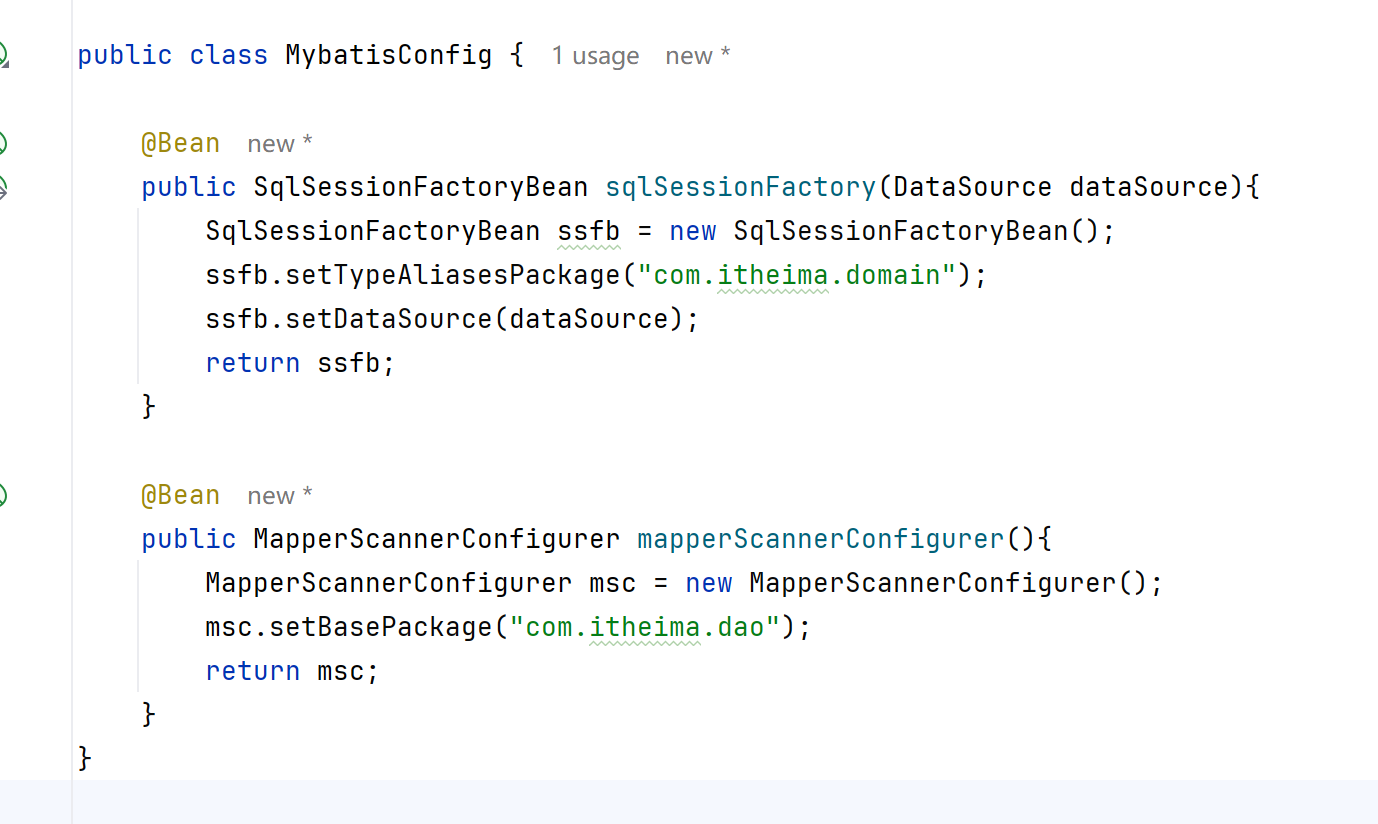 public class MybatisConfig { 1 usage new *
@Bean new *
public SqlSessionFactoryBean sqlSessionFactory(DataSource dataSource){
SqlSessionFactoryBean ssfb = new SqlSessionFactoryBean();
ssfb.setTypeAliasesPackage("com.itheima.domain");
ssfb.setDataSource(dataSource);
return ssfb;
}
@Bean new *
public MapperScannerConfigurer mapperScannerConfigurer(){
MapperScannerConfigurer msc = new MapperScannerConfigurer();
msc.setBasePackage("com.itheima.dao");
return msc;
}
}